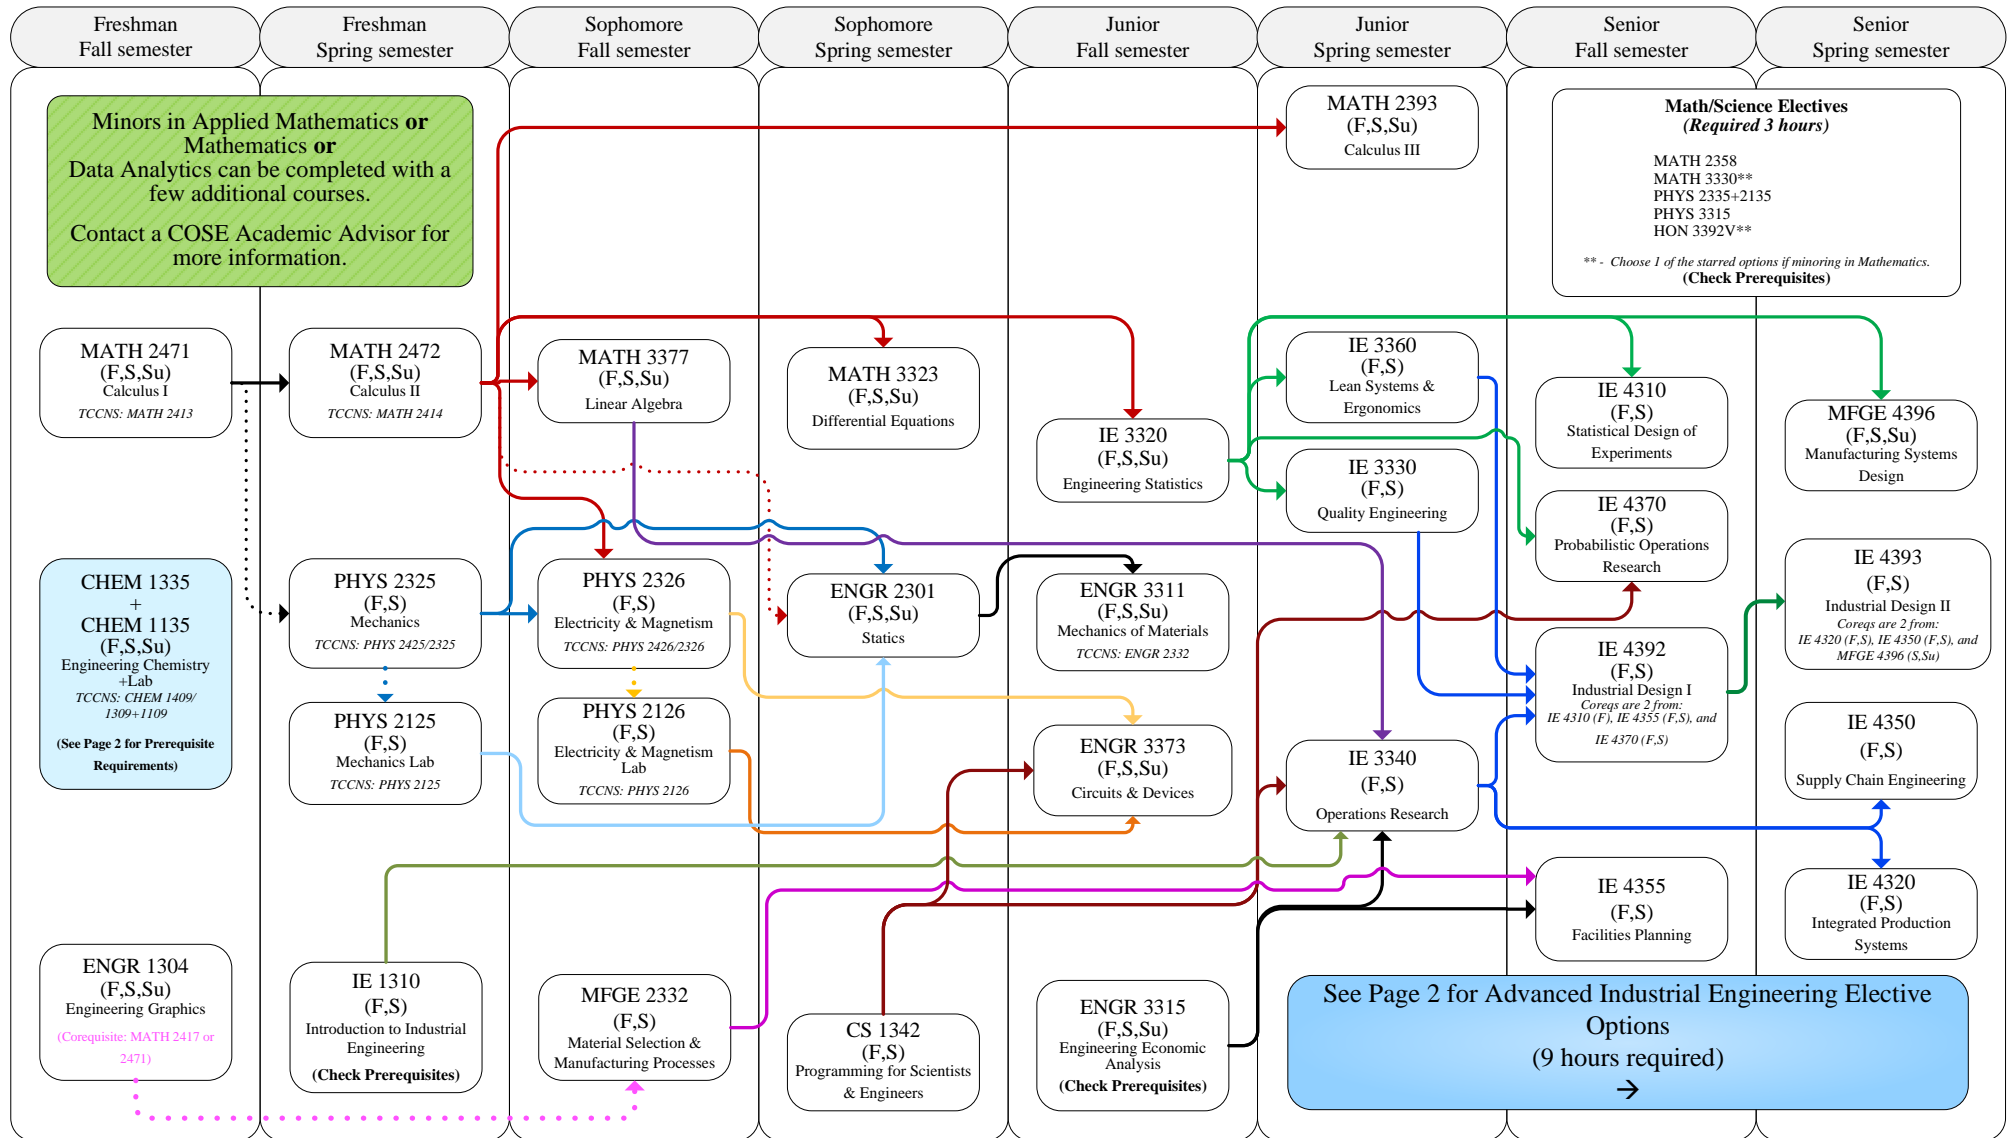 Freshman
Fall semester
Freshman
Spring semester
Sophomore
Fall semester
Sophomore
Spring semester
Junior
Fall semester
Junior
Spring semester
Senior
Fall semester
Senior
Spring semester
Minors in Applied Mathematics or
Mathematics or
Data Analytics can be completed with a
few additional courses.
Contact a COSE Academic Advisor for
more information.
MATH 2471
(F,S,Su)
Calculus I
TCCNS: MATH 2413
CHEM 1335
+
CHEM 1135
(F,S,Su)
Engineering Chemistry
+Lab
TCCNS: CHEM 1409/
1309+1109
(See Page 2 for Prerequisite
Requirements)
ENGR 1304
(F,S,Su)
Engineering Graphics
(Corequisite: MATH 2417 or
2471)
MATH 2472
(F,S,Su)
Calculus II
TCCNS: MATH 2414
PHYS 2325
(F,S)
Mechanics
TCCNS: PHYS 2425/2325
PHYS 2125
(F,S)
Mechanics Lab
TCCNS: PHYS 2125
IE 1310
(F,S)
Introduction to Industrial
Engineering
(Check Prerequisites)
MATH 3377
(F,S,Su)
Linear Algebra
PHYS 2326
(F,S)
Electricity & Magnetism
TCCNS: PHYS 2426/2326
PHYS 2126
(F,S)
Electricity & Magnetism
Lab
TCCNS: PHYS 2126
MFGE 2332
(F,S)
Material Selection &
Manufacturing Processes
MATH 3323
(F,S,Su)
Differential Equations
ENGR 2301
(F,S,Su)
Statics
CS 1342
(F,S)
Programming for Scientists
& Engineers
IE 3320
(F,S,Su)
Engineering Statistics
ENGR 3311
(F,S,Su)
Mechanics of Materials
TCCNS: ENGR 2332
ENGR 3373
(F,S,Su)
Circuits & Devices
ENGR 3315
(F,S,Su)
Engineering Economic
Analysis
(Check Prerequisites)
MATH 2393
(F,S,Su)
Calculus III
IE 3360
(F,S)
Lean Systems &
Ergonomics
IE 3330
(F,S)
Quality Engineering
IE 3340
(F,S)
Operations Research
Math/Science Electives
(Required 3 hours)
MATH 2358
MATH 3330**
PHYS 2335+2135
PHYS 3315
HON 3392V**
** - Choose 1 of the starred options if minoring in Mathematics.
(Check Prerequisites)
IE 4310
(F,S)
Statistical Design of
Experiments
IE 4370
(F,S)
Probabilistic Operations
Research
IE 4392
(F,S)
Industrial Design I
Coreqs are 2 from:
IE 4310 (F), IE 4355 (F,S), and
IE 4370 (F,S)
IE 4355
(F,S)
Facilities Planning
MFGE 4396
(F,S,Su)
Manufacturing Systems
Design
IE 4393
(F,S)
Industrial Design II
Coreqs are 2 from:
IE 4320 (F,S), IE 4350 (F,S), and
MFGE 4396 (S,Su)
IE 4350
(F,S)
Supply Chain Engineering
IE 4320
(F,S)
Integrated Production
Systems
See Page 2 for Advanced Industrial Engineering Elective
Options
(9 hours required)
→